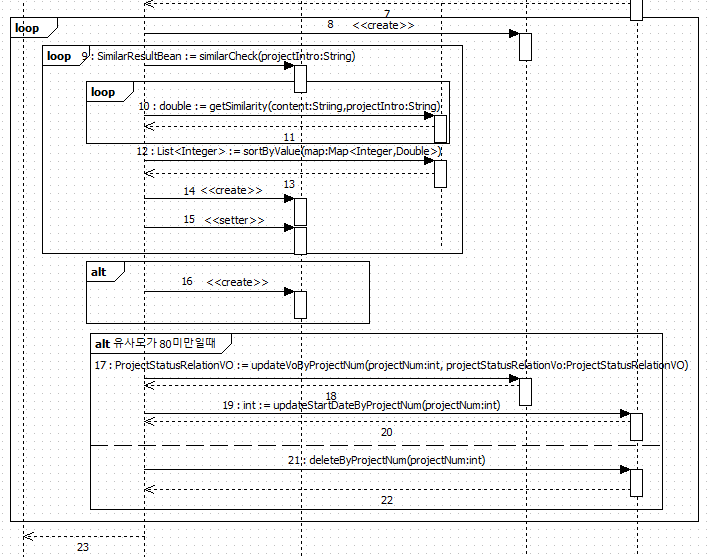 7
loop
8 <<create>>
loop
9 : SimilarResultBean := similarCheck(projectIntro:String)
loop
10 : double := getSimilarity(content:Striing,projectIntro:String)
11
12 : List<Integer> := sortByValue(map:Map<Integer,Double>)
13
14 <<create>>
15 <<setter>>
alt
16 <<create>>
alt 유사도가 80미만일때
17 : ProjectStatusRelationVO := updateVoByProjectNum(projectNum:int, projectStatusRelationVo:ProjectStatusRelationVO)
18
19 : int := updateStartDateByProjectNum(projectNum:int)
20
21 : deleteByProjectNum(projectNum:int)
22
23